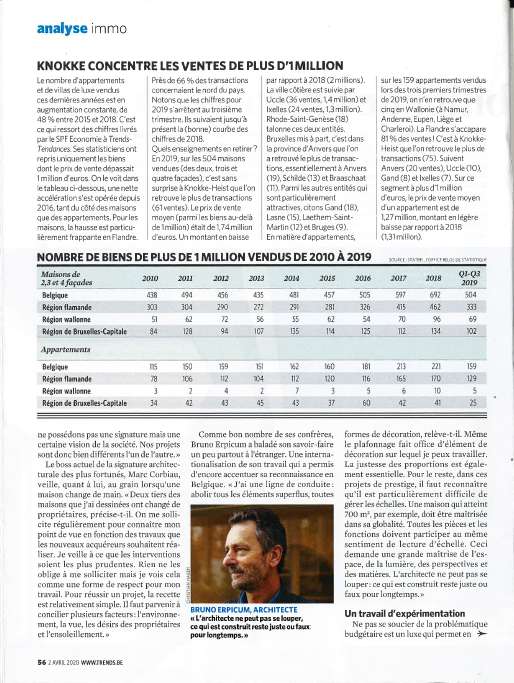 analyse immo
KNOKKE CONCENTRE LES VENTES DE PLUS D'1 MILLION
Le nombre d'appartements
et de villas de luxe vendus
ces dernières années est en
augmentation constante, de
48 % entre 2015 et 2018. C'est
ce qui ressort des chiffres livrés
par le SPF Economie à Trends-
Tendances. Ses statisticiens ont
repris uniquement les biens
dont le prix de vente dépassait
1 million d'euros. On le voit dans
le tableau ci-dessous, une nette
accélération s'est opérée depuis
2016, tant du côté des maisons
que des appartements. Pour les
maisons, la hausse est particu-
lièrement frappante en Flandre.
Près de 66 % des transactions
concernaient le nord du pays.
Notons que les chiffres pour
2019 s'arrêtent au troisième
trimestre. Ils suivaient jusqu'à
présent la (bonne) courbe des
chiffres de 2018.
Quels enseignements en retirer ?
En 2019, sur les 504 maisons
vendues (des deux, trois et
quatre façades), c'est sans
surprise à Knokke-Heist que l'on
retrouve le plus de transactions
(61 ventes). Le prix de vente
moyen (parmi les biens au-delà
de 1 million) était de 1,74 million
d'euros. Un montant en baisse
par rapport à 2018 (2 millions).
La ville côtière est suivie par
Uccle (36 ventes, 1,4 million) et
Ixelles (24 ventes, 1,3 million).
Rhode-Saint-Genèse (18)
talonne ces deux entités.
Bruxelles mis à part, c'est dans
la province d'Anvers que l'on
a retrouvé le plus de transac-
tions, essentiellement à Anvers
(19), Schilde (13) et Brasschaat
(11). Parmi les autres entités qui
sont particulièrement
attractives, citons Gand (18),
Lasne (15), Laethem-Saint-
Martin (12) et Bruges (9).
En matière d'appartements,
sur les 159 appartements vendus
lors des trois premiers trimestres
de 2019, on n'en retrouve que
cinq en Wallonie (à Namur,
Andenne, Eupen, Liège et
Charleroi). La Flandre s'accapare
81 % des ventes ! C'est à Knokke-
Heist que l'on retrouve le plus de
transactions (75). Suivent
Anvers (20 ventes), Uccle (10),
Gand (8) et Ixelles (7). Sur ce
segment à plus d'1 million
d'euros, le prix de vente moyen
d'un appartement est de
1,27 million, montant en légère
baisse par rapport à 2018
(1,31 million).
NOMBRE DE BIENS DE PLUS DE 1 MILLION VENDUS DE 2010 À 2019
Maisons de
2,3 et 4 façades 2010 2011 2012 2013 2014 2015 2016 2017 2018 Q1-Q3 2019
Belgique 438 494 456 435 481 457 505 597 692 504
Région flamande 303 304 290 272 291 281 326 415 462 333
Région wallonne 51 62 72 56 55 62 54 70 96 69
Région de Bruxelles-Capitale 84 128 94 107 135 114 125 112 134 102
Appartements
Belgique 115 150 159 151 162 160 181 213 221 159
Région flamande 78 106 112 104 112 120 116 165 170 129
Région wallonne 3 2 4 2 7 3 5 6 10 5
Région de Bruxelles-Capitale 34 42 43 45 43 37 60 42 41 25
ne possédons pas une signature mais une
certaine vision de la société. Nos projets
sont donc bien différents l'un de l'autre. »
Le boss actuel de la signature architec-
turale des plus fortunés, Marc Corbiau,
veille, quant à lui, au grain lorsqu'une
maison change de main. « Deux tiers des
maisons que j'ai dessinées ont changé de
propriétaires, précise-t-il. On me solli-
cite régulièrement pour connaître mon
point de vue en fonction des travaux que
les nouveaux acquéreurs souhaitent réa-
liser. Je veille à ce que les interventions
soient les plus prudentes. Rien ne les
oblige à me solliciter mais je vois cela
comme une forme de respect pour mon
travail. Pour réussir un projet, la recette
est relativement simple. Il faut parvenir à
concilier plusieurs facteurs : l'environne-
ment, la vue, les désirs des propriétaires
et l'ensoleillement. »
Comme bon nombre de ses confrères,
Bruno Erpicum a baladé son savoir-faire
un peu partout à l'étranger. Une interna-
tionalisation de son travail qui a permis
d'encore accentuer sa reconnaissance en
Belgique. « J'ai une ligne de conduite :
abolir tous les éléments superflus, toutes
BRUNO ERPICUM, ARCHITECTE
« L'architecte ne peut pas se louper,
ce qui est construit reste juste ou faux
pour longtemps. »
formes de décoration, relève-t-il. Même
le plafonnage fait office d'élément de
décoration sur lequel je peux travailler.
La justesse des proportions est égale-
ment essentielle. Pour le reste, dans ces
projets de prestige, il faut reconnaître
qu'il est particulièrement difficile de
gérer les échelles. Une maison qui atteint
700 m², par exemple, doit être maîtrisée
dans sa globalité. Toutes les pièces et les
fonctions doivent participer au même
sentiment de lecture d'échelle. Ceci
demande une grande maîtrise de l'es-
pace, de la lumière, des perspectives et
des matières. L'architecte ne peut pas se
louper : ce qui est construit reste juste ou
faux pour longtemps. »
Un travail d'expérimentation
Ne pas se soucier de la problématique
budgétaire est un luxe qui permet en
56 2 AVRIL 2020 WWW.TRENDS.BE